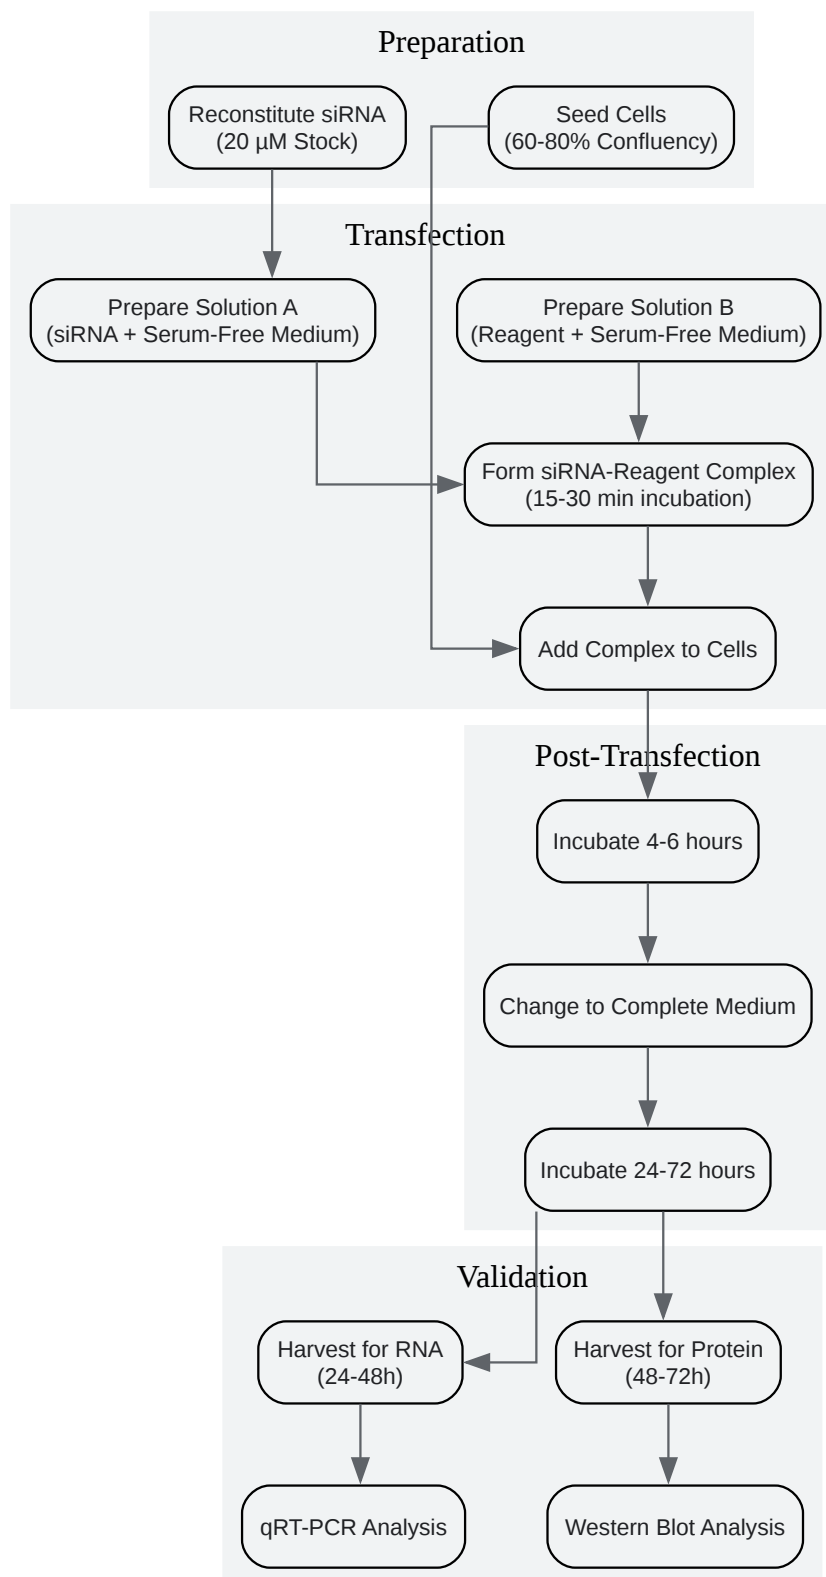 Preparation
Reconstitute siRNA
(20 µM Stock)
Seed Cells
(60-80% Confluency)
Transfection
Prepare Solution A
(siRNA + Serum-Free Medium)
Prepare Solution B
(Reagent + Serum-Free Medium)
Form siRNA-Reagent Complex
(15-30 min incubation)
Add Complex to Cells
Post-Transfection
Incubate 4-6 hours
Change to Complete Medium
Incubate 24-72 hours
Validation
Harvest for RNA
(24-48h)
Harvest for Protein
(48-72h)
qRT-PCR Analysis
Western Blot Analysis